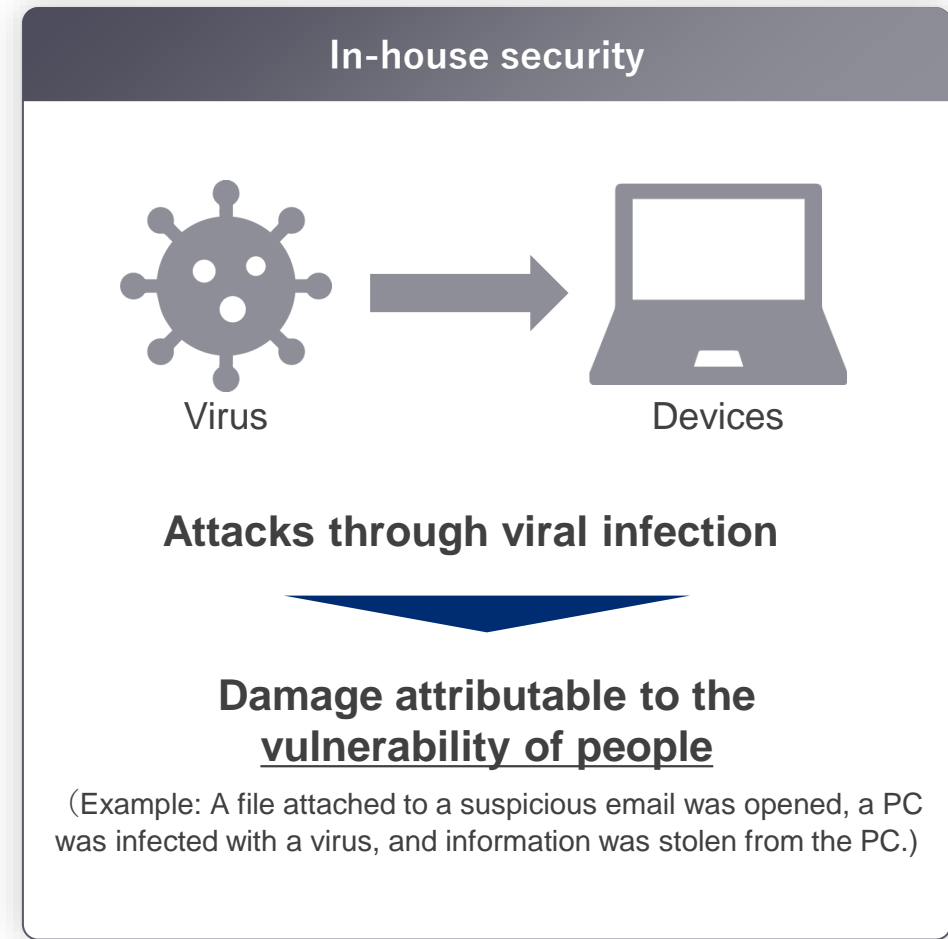 In-house security
Virus
Devices
Attacks through viral infection
Damage attributable to the
vulnerability of people
（Example: A file attached to a suspicious email was opened, a PC
was infected with a virus, and information was stolen from the PC.)